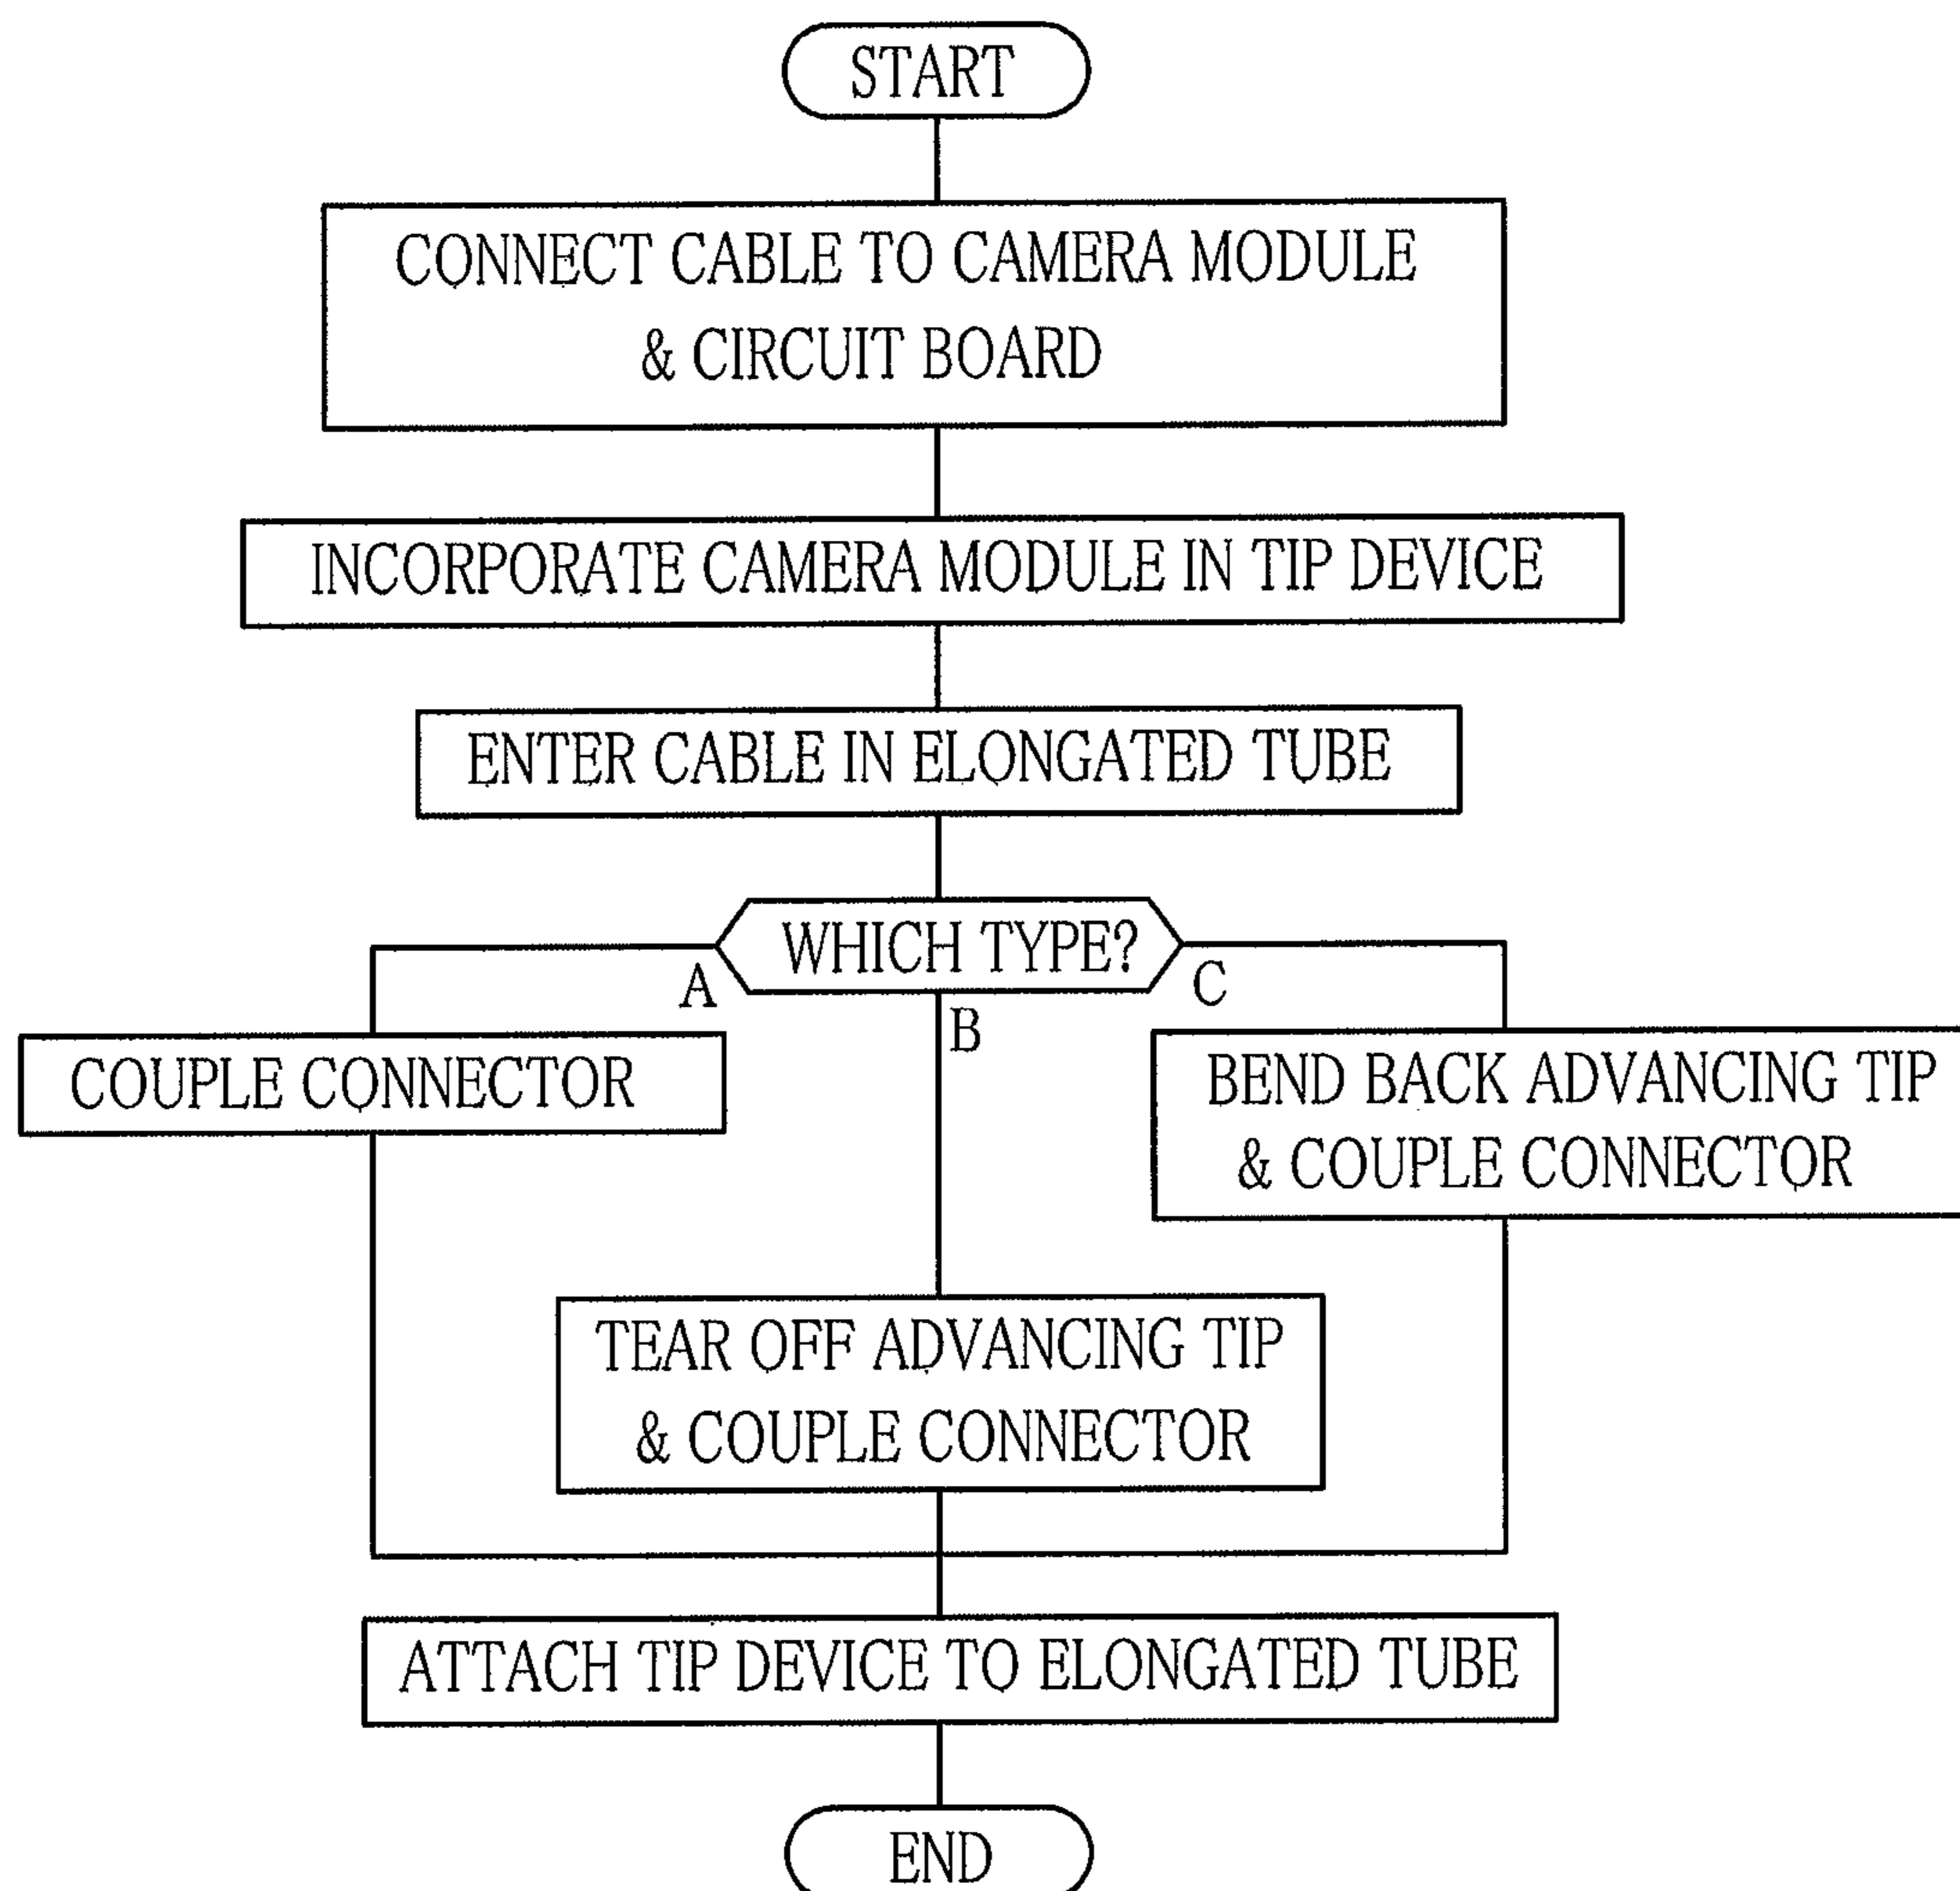 START
CONNECT CABLE TO CAMERA MODULE
& CIRCUIT BOARD
INCORPORATE CAMERA MODULE IN TIP DEVICE
ENTER CABLE IN ELONGATED TUBE
WHICH TYPE?
A
B
C
COUPLE CONNECTOR
BEND BACK ADVANCING TIP
& COUPLE CONNECTOR
TEAR OFF ADVANCING TIP
& COUPLE CONNECTOR
ATTACH TIP DEVICE TO ELONGATED TUBE
END